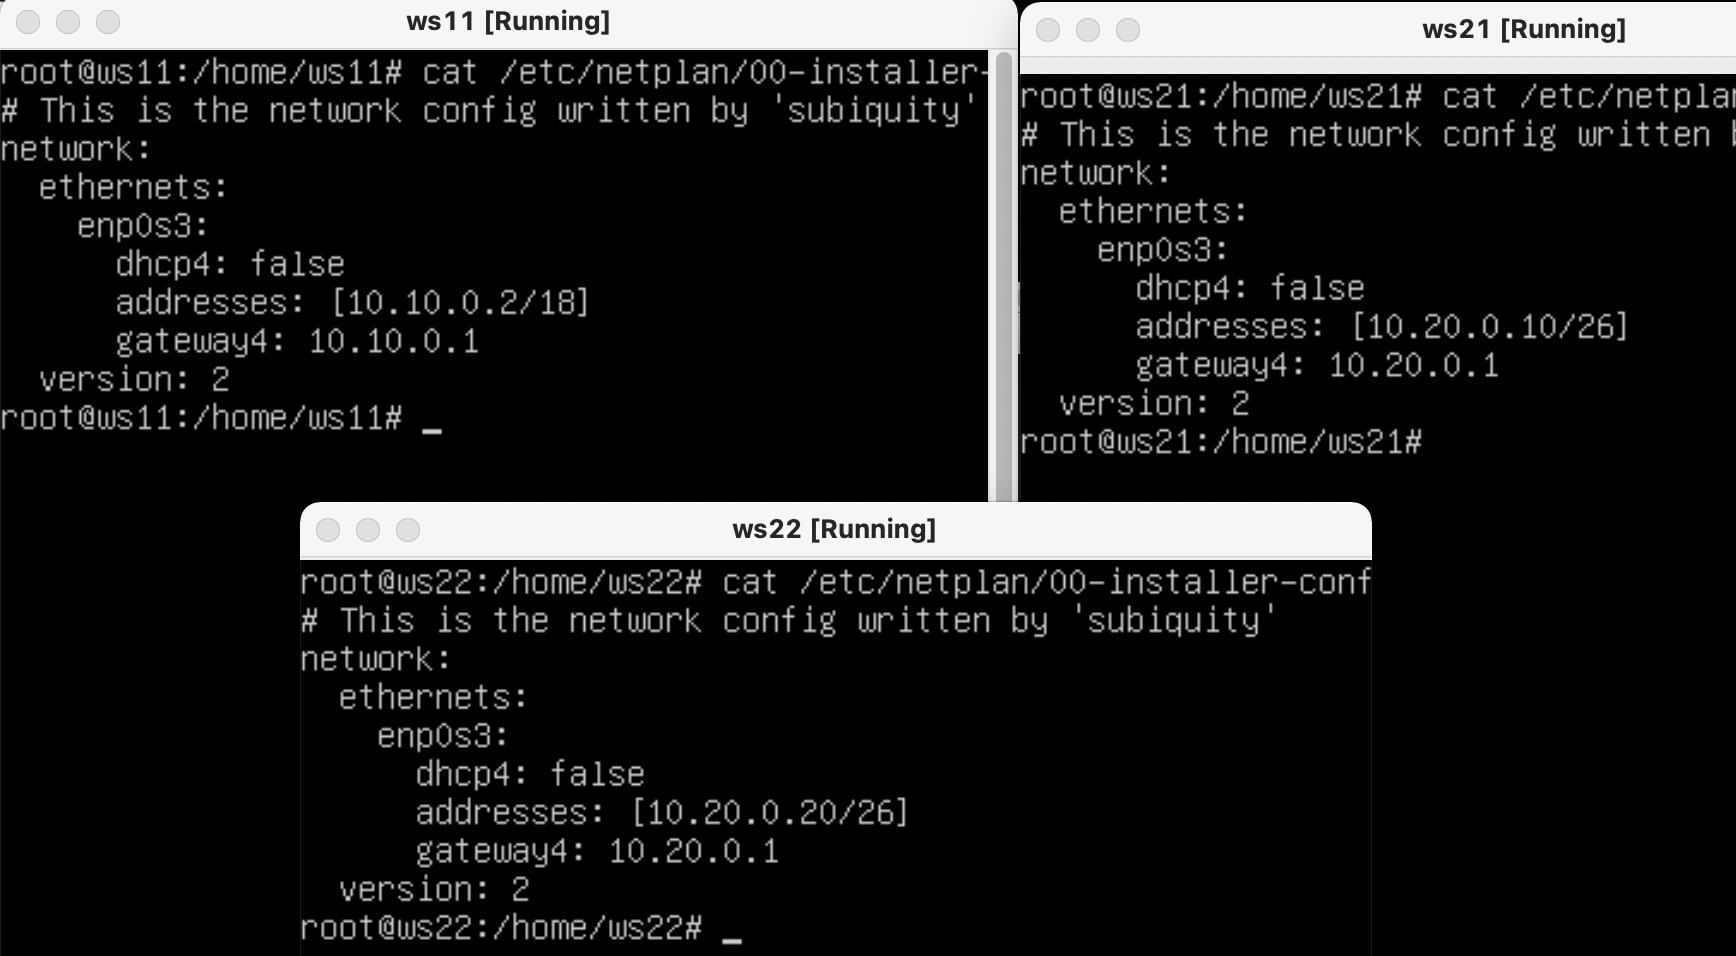 ws11 [Running]
root@ws11:/home/ws11# cat /etc/netplan/00-installer-
# This is the network config written by 'subiquity'
network:
  ethernets:
    enp0s3:
      dhcp4: false
      addresses: [10.10.0.2/18]
      gateway4: 10.10.0.1
  version: 2
root@ws11:/home/ws11# _
ws21 [Running]
root@ws21:/home/ws21# cat /etc/netplan
# This is the network config written
network:
  ethernets:
    enp0s3:
      dhcp4: false
      addresses: [10.20.0.10/26]
      gateway4: 10.20.0.1
  version: 2
root@ws21:/home/ws21#
ws22 [Running]
root@ws22:/home/ws22# cat /etc/netplan/00-installer-conf
# This is the network config written by 'subiquity'
network:
  ethernets:
    enp0s3:
      dhcp4: false
      addresses: [10.20.0.20/26]
      gateway4: 10.20.0.1
  version: 2
root@ws22:/home/ws22# _